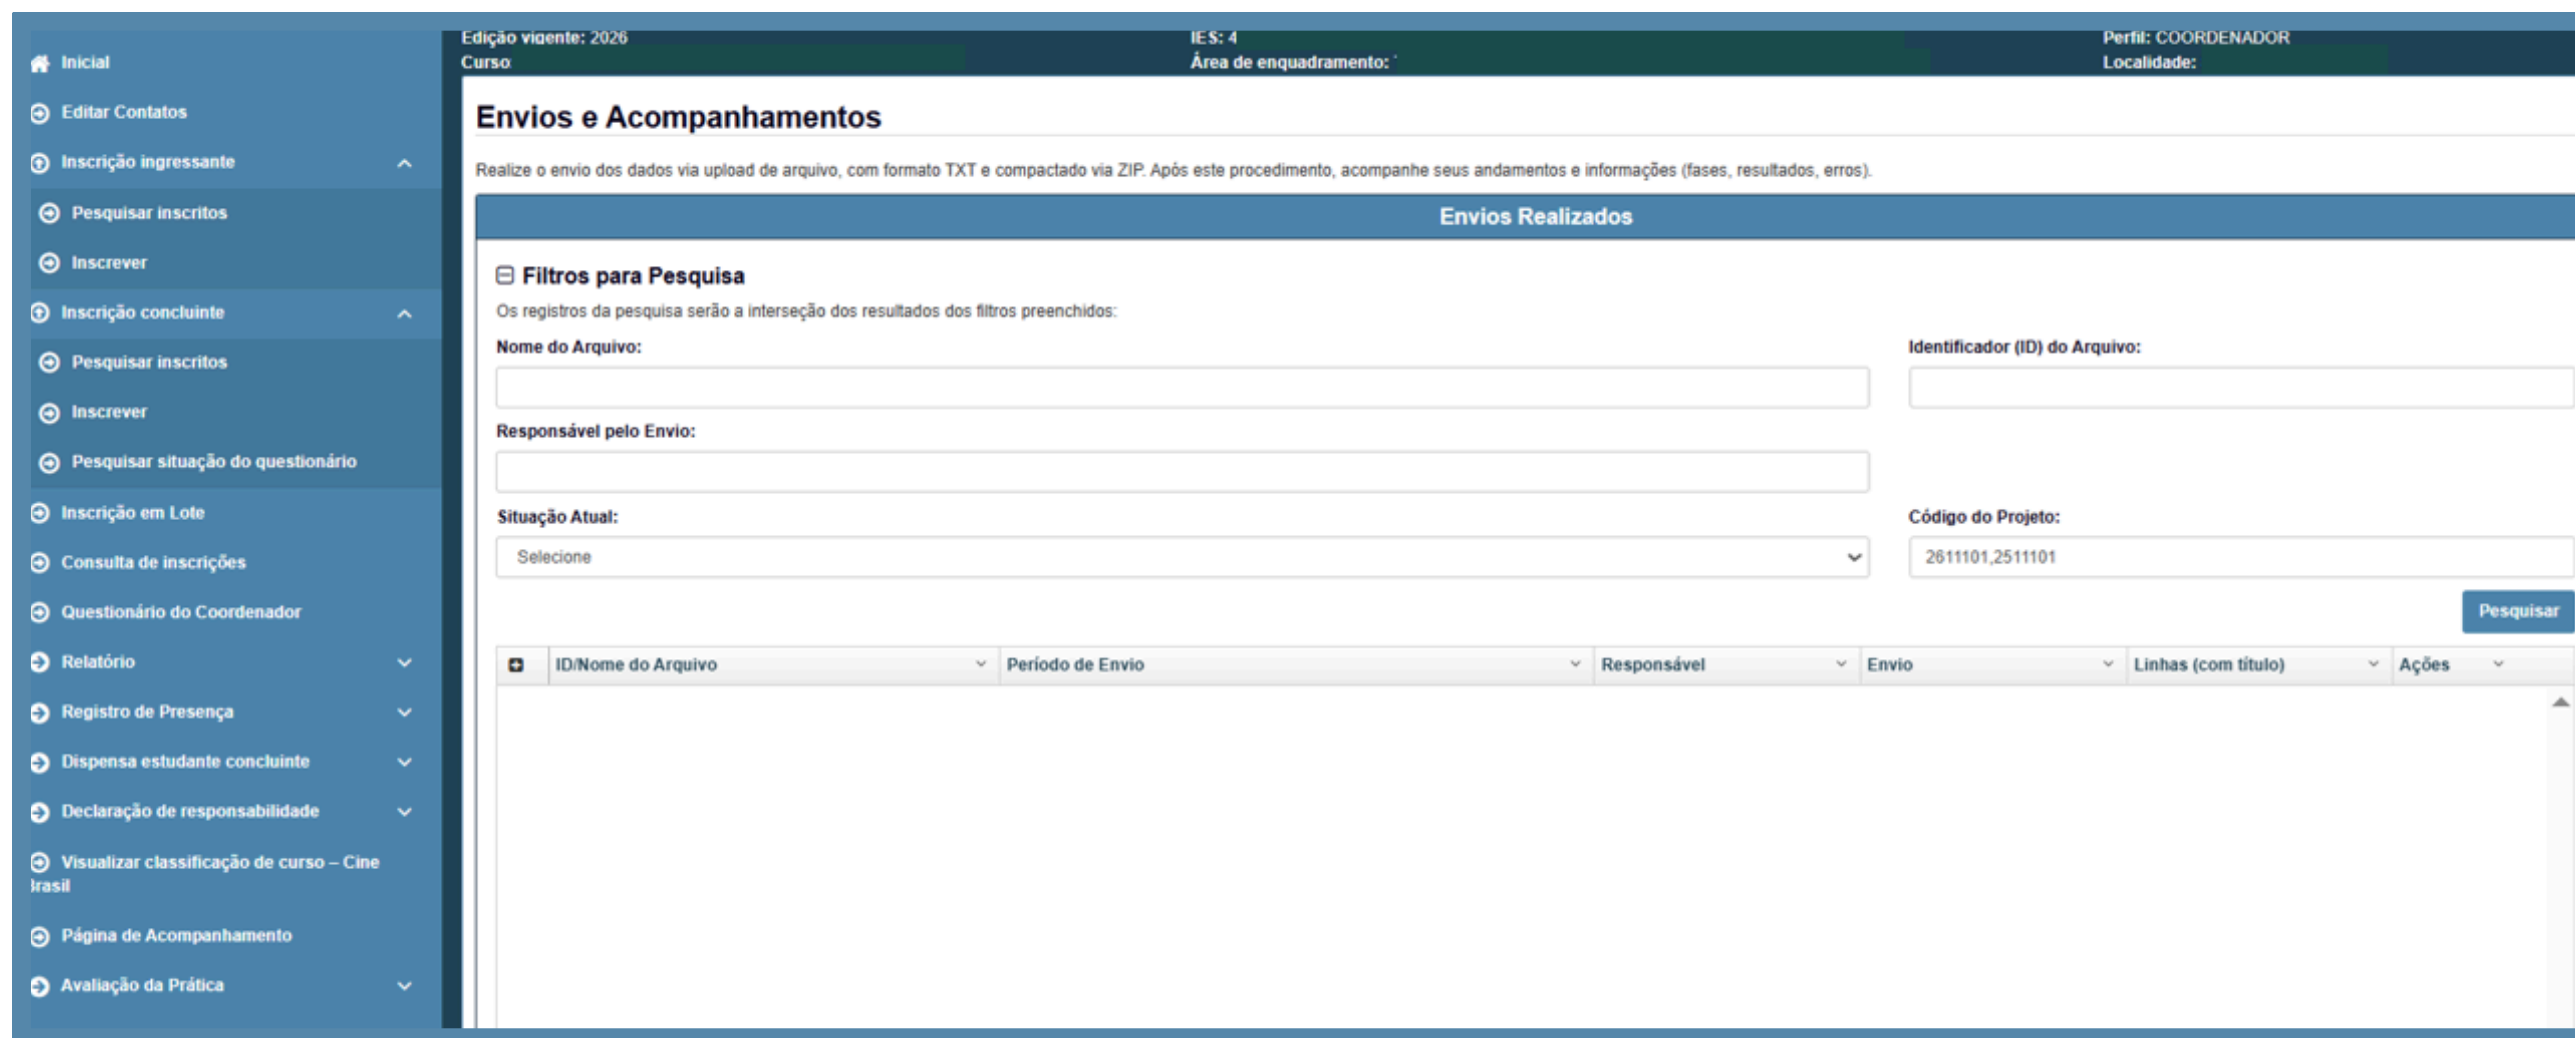 Edição vigente: 2026
IES: 4
Perfil: COORDENADOR
Curso:
Área de enquadramento:
Localidade:
Inicial
Editar Contatos
Inscrição ingressante
Pesquisar inscritos
Inscrever
Inscrição concluinte
Pesquisar inscritos
Inscrever
Pesquisar situação do questionário
Inscrição em Lote
Consulta de inscrições
Questionário do Coordenador
Relatório
Registro de Presença
Dispensa estudante concluinte
Declaração de responsabilidade
Visualizar classificação de curso – Cine
Brasil
Página de Acompanhamento
Avaliação da Prática
Envios e Acompanhamentos
Realize o envio dos dados via upload de arquivo, com formato TXT e compactado via ZIP. Após este procedimento, acompanhe seus andamentos e informações (fases, resultados, erros).
Envios Realizados
Filtros para Pesquisa
Os registros da pesquisa serão a interseção dos resultados dos filtros preenchidos:
Nome do Arquivo:
Identificador (ID) do Arquivo:
Responsável pelo Envio:
Situação Atual:
Código do Projeto:
Selecione
2611101,2511101
Pesquisar
ID/Nome do Arquivo
Período de Envio
Responsável
Envio
Linhas (com título)
Ações